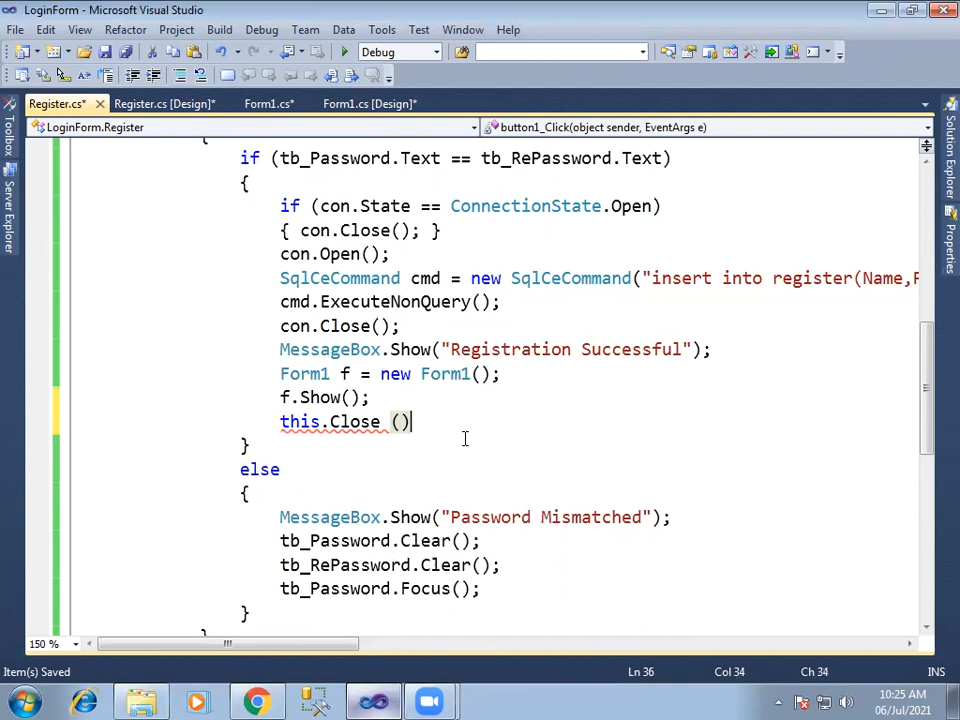 LoginForm - Microsoft Visual Studio
File Edit View Refactor Project Build Debug Team Data Tools Test Window Help
Debug
Register.cs* Register.cs [Design]* Form1.cs* Form1.cs [Design]*
LoginForm.Register button1_Click(object sender, EventArgs e)
{
if (tb_Password.Text == tb_RePassword.Text)
{
if (con.State == ConnectionState.Open)
{ con.Close(); }
con.Open();
SqlCeCommand cmd = new SqlCeCommand("insert into register(Name,
cmd.ExecuteNonQuery();
con.Close();
MessageBox.Show("Registration Successful");
Form1 f = new Form1();
f.Show();
this.Close ()
}
else
{
MessageBox.Show("Password Mismatched");
tb_Password.Clear();
tb_RePassword.Clear();
tb_Password.Focus();
}
Toolbox
Server Explorer
Solution Explorer
Properties
150 %
Item(s) Saved Ln 36 Col 34 Ch 34 INS
10:25 AM
06/Jul/2021